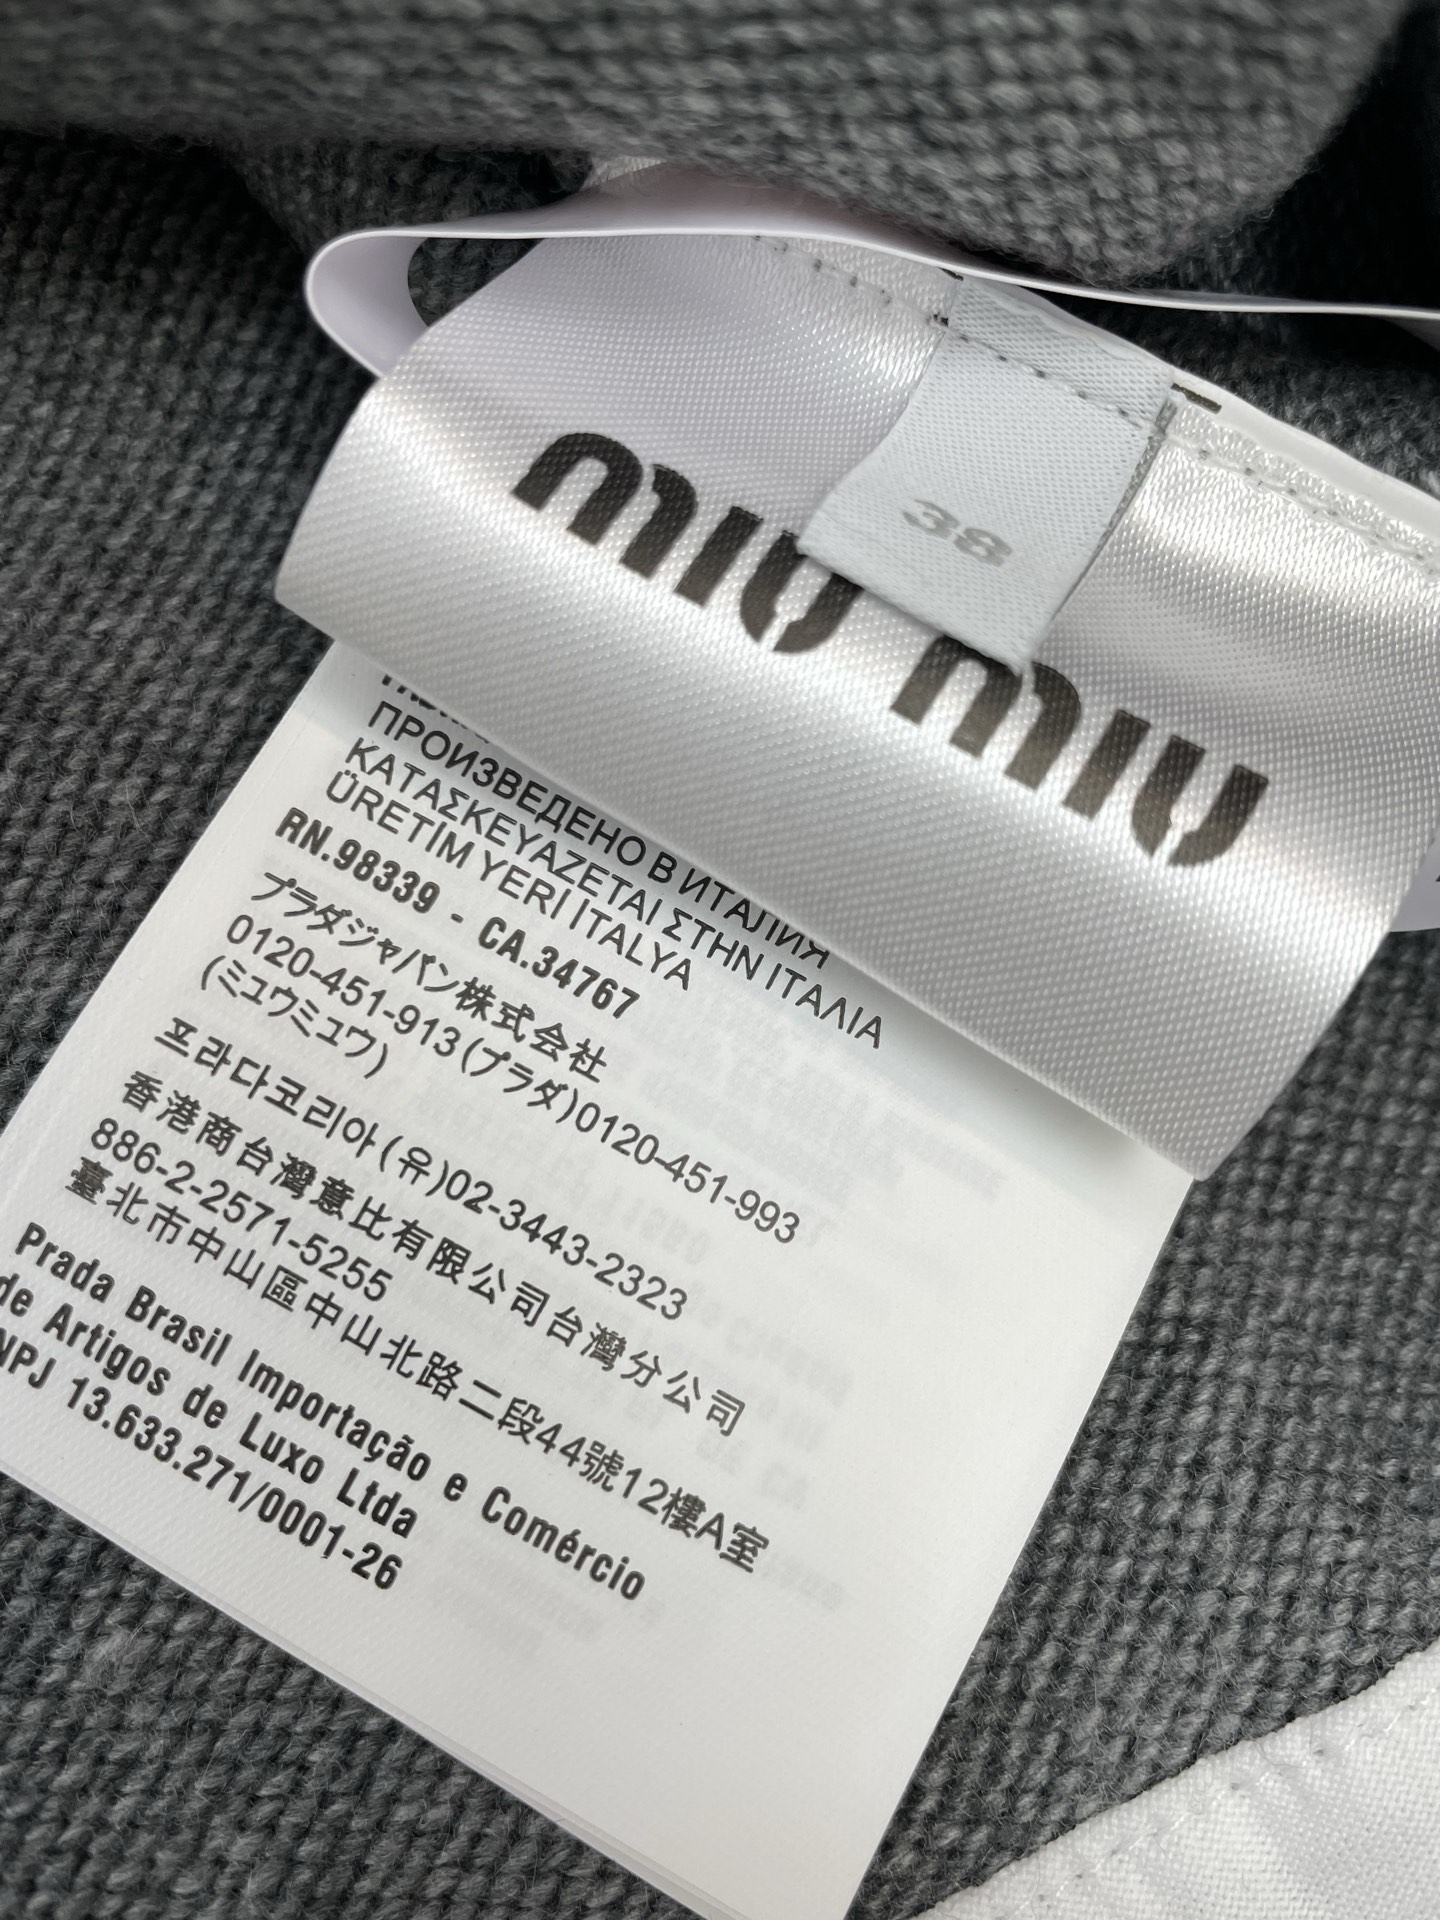 miu miu
38
ПРОИЗВЕДЕНО В ИТАЛИЯ
ΚΑΤΑΣΚΕΥΑΖΕΤΑΙ ΣΤΗΝ ΙΤΑΛΙΑ
ÜRETİM YERI ITALYA
RN.98339 - CA.34767
プラダジャパン株式会社
0120-451-913(プラダ)0120-451-993
(ミュウミュウ)
프라다코리아(유)02-3443-2323
香港商台灣意比有限公司台灣分公司
886-2-2571-5255
臺北市中山區中山北路二段44號12樓A室
Prada Brasil Importação e Comércio
de Artigos de Luxo Ltda
NPJ 13.633.271/0001-26